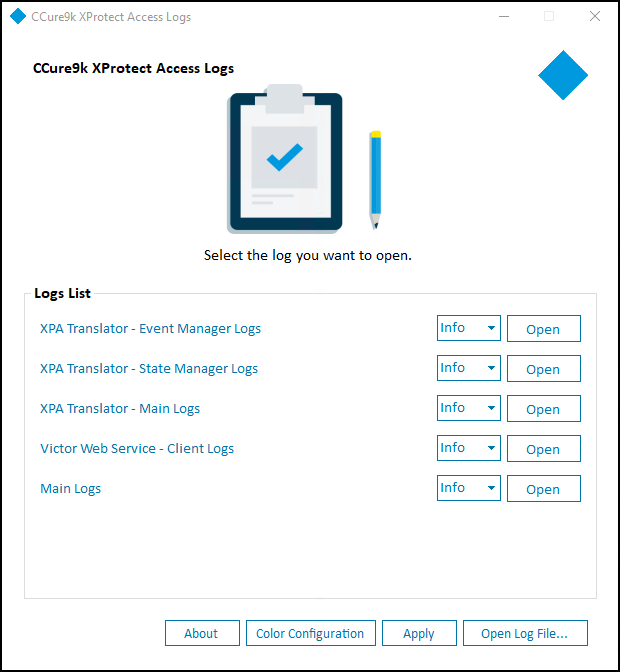 CCure9k XProtect Access Logs
CCure9k XProtect Access Logs
Select the log you want to open.
Logs List
XPA Translator - Event Manager Logs Info Open
XPA Translator - State Manager Logs Info Open
XPA Translator - Main Logs Info Open
Victor Web Service - Client Logs Info Open
Main Logs Info Open
About Color Configuration Apply Open Log File...